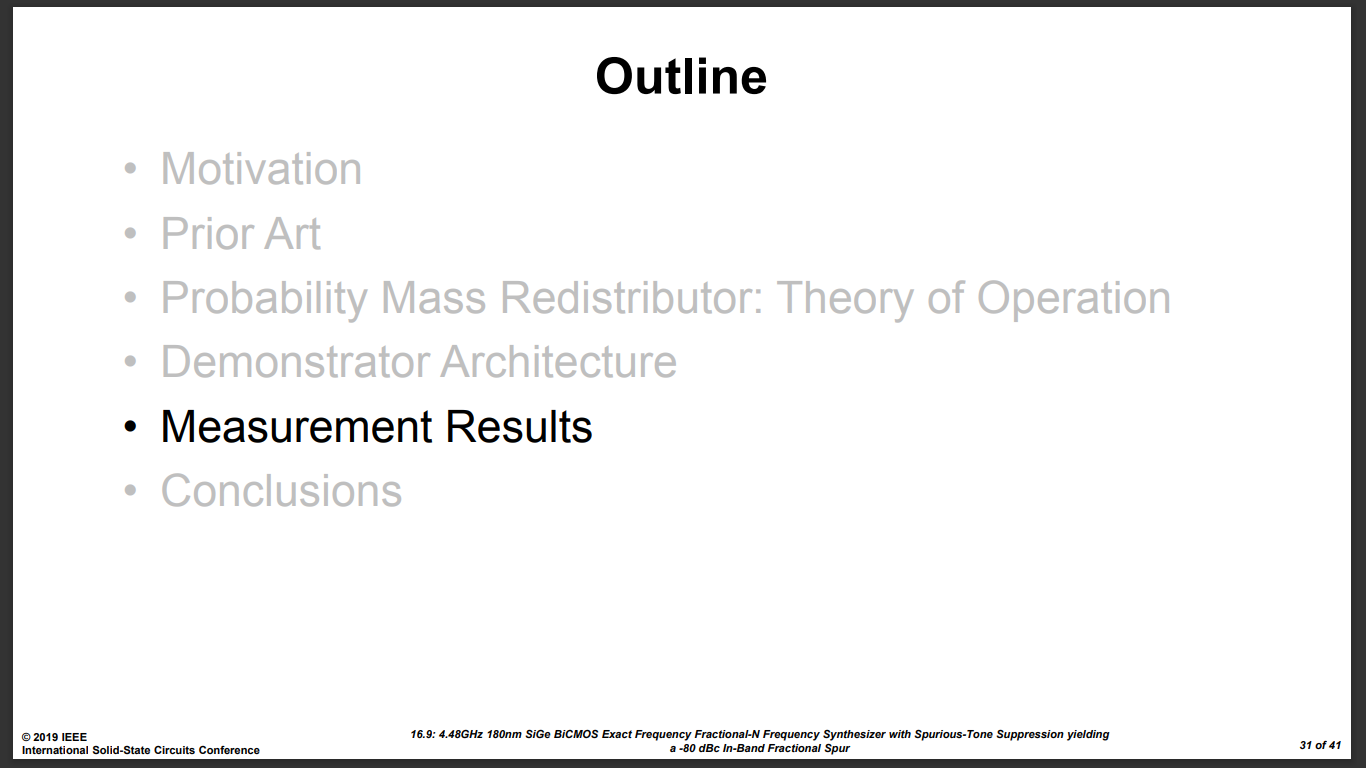 Outline
• Motivation
• Prior Art
• Probability Mass Redistributor: Theory of Operation
• Demonstrator Architecture
• Measurement Results
• Conclusions
© 2019 IEEE
International Solid-State Circuits Conference
16.9: 4.48GHz 180nm SiGe BiCMOS Exact Frequency Fractional-N Frequency Synthesizer with Spurious-Tone Suppression yielding
a -80 dBc In-Band Fractional Spur
31 of 41